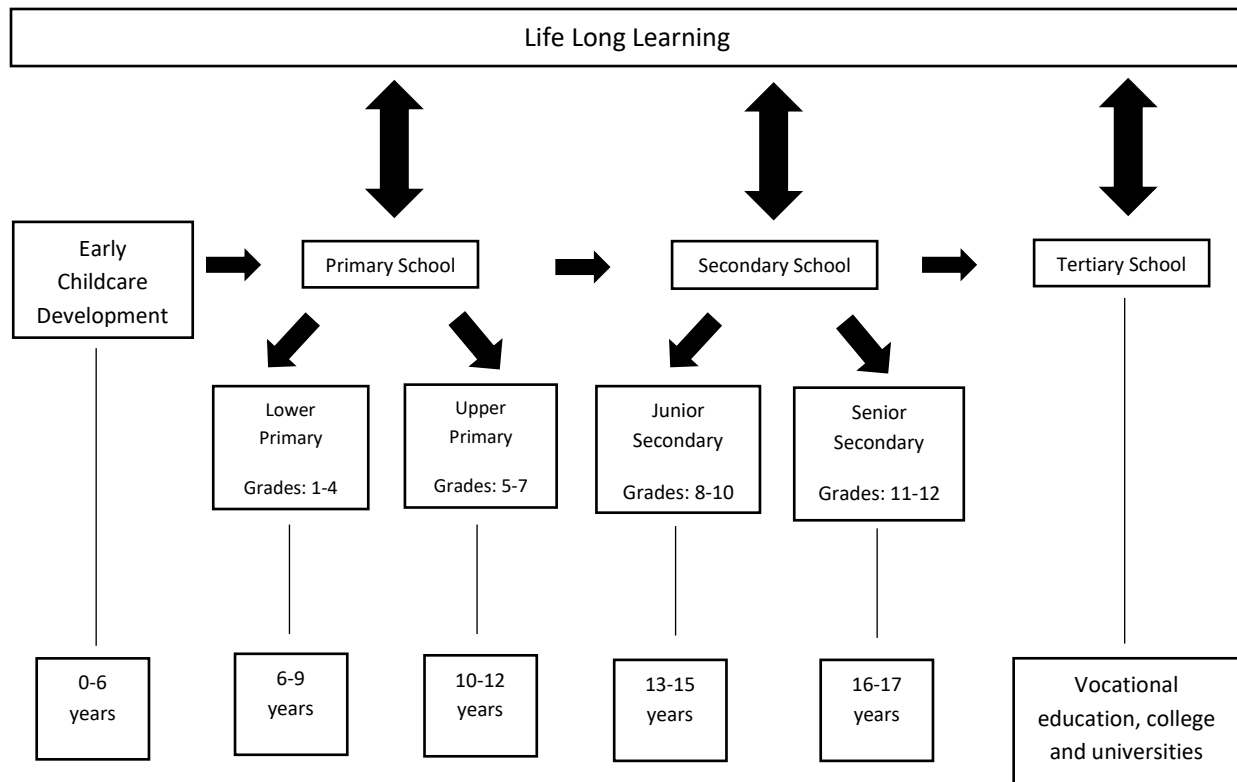 Life Long Learning
Early
Childcare
Development
Primary School
Secondary School
Tertiary School
Lower
Primary
Grades: 1-4
Upper
Primary
Grades: 5-7
Junior
Secondary
Grades: 8-10
Senior
Secondary
Grades: 11-12
0-6
years
6-9
years
10-12
years
13-15
years
16-17
years
Vocational
education, college
and universities